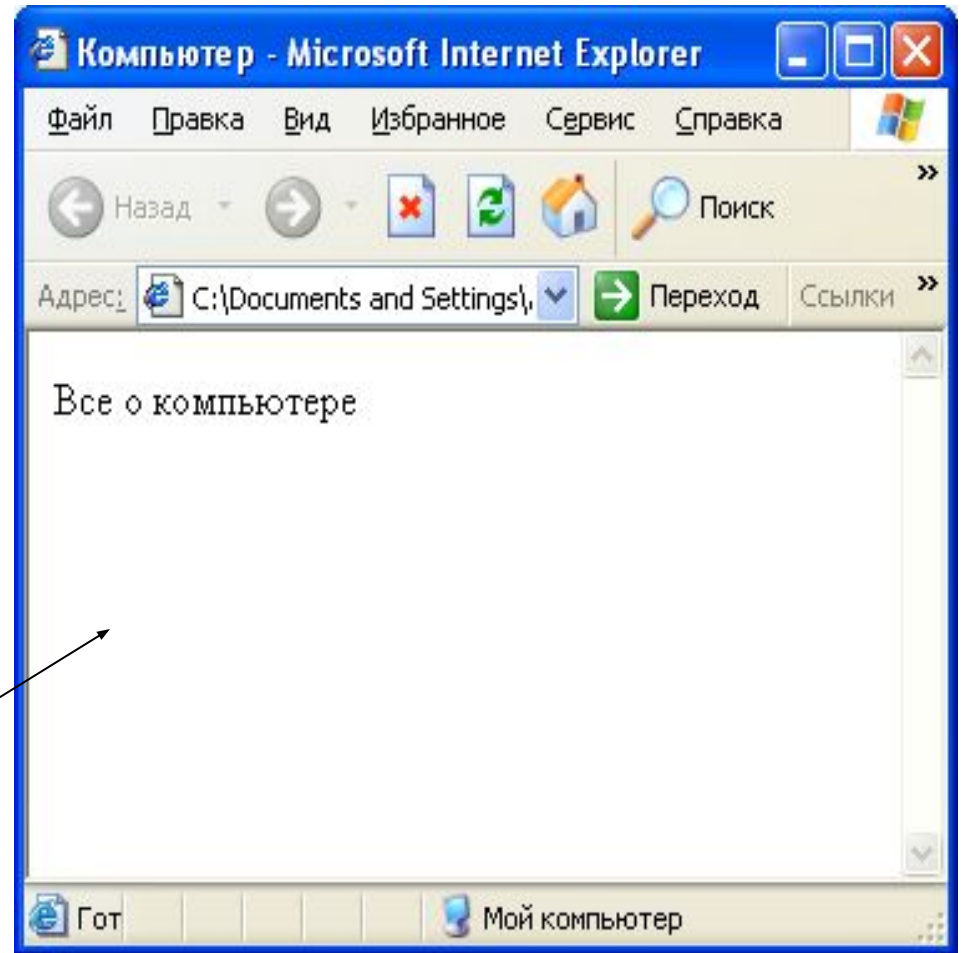 Компьютер - Microsoft Internet Explorer
Файл Правка Вид Избранное Сервис Справка
Назад Поиск »
Адрес: C:\Documents and Settings\ Переход Ссылки »
Все о компьютере
Гот Мой компьютер